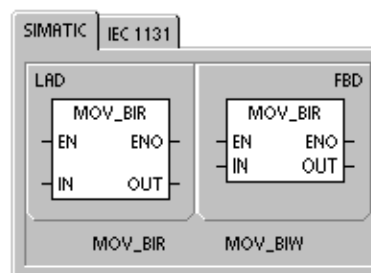 SIMATIC IEC 1131
LAD FBD
MOV_BIR MOV_BIR
EN ENO EN ENO
IN OUT IN OUT
MOV_BIR MOV_BIW